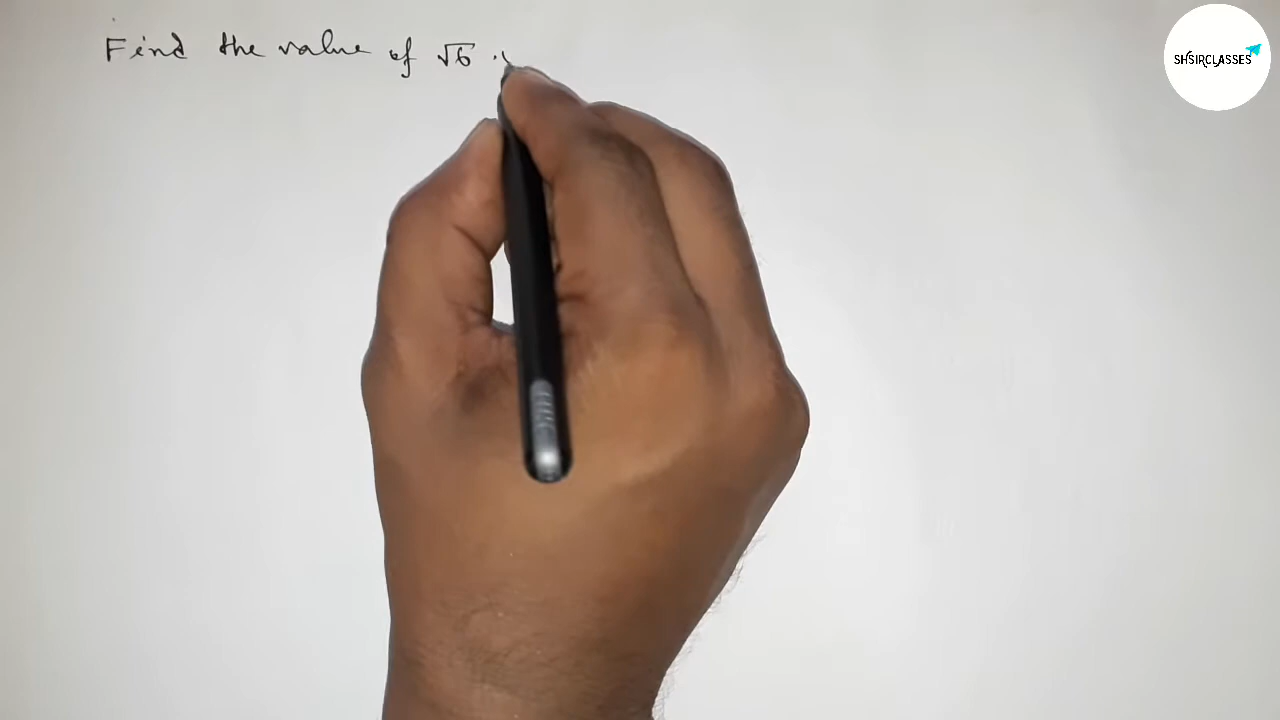 Find the value of √6
SHSIRCLASSES